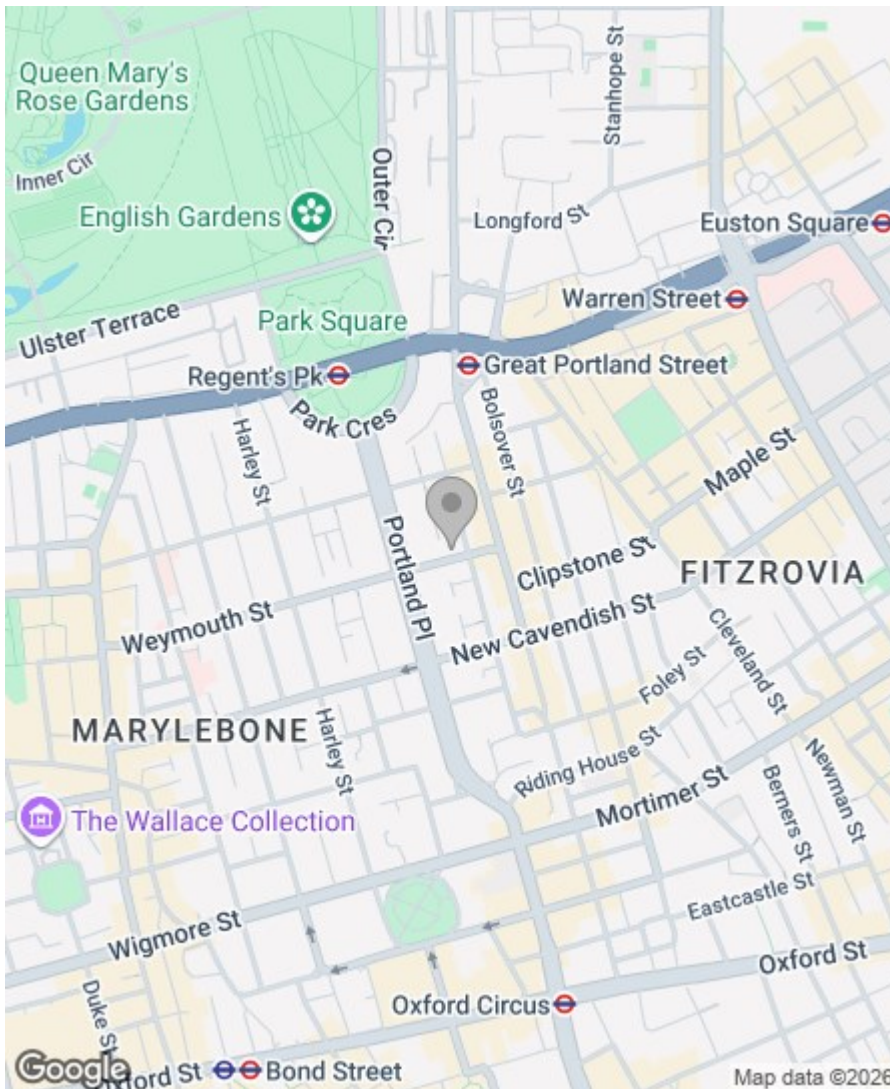 Queen Mary's
Rose Gardens
Inner Cir
English Gardens
Outer Cir
Stanhope St
Longford St
Euston Square
Warren Street
Ulster Terrace
Park Square
Regent's Pk
Great Portland Street
Park Cres
Harley St
Bolsover St
Maple St
Portland Pl
Clipstone St
FITZROVIA
Weymouth St
New Cavendish St
Cleveland St
Foley St
MARYLEBONE
Harley St
Riding House St
Newman St
Mortimer St
Berners St
The Wallace Collection
Eastcastle St
Wigmore St
Oxford St
Duke St
Oxford Circus
Google
Oxford St
Bond Street
Map data ©2026